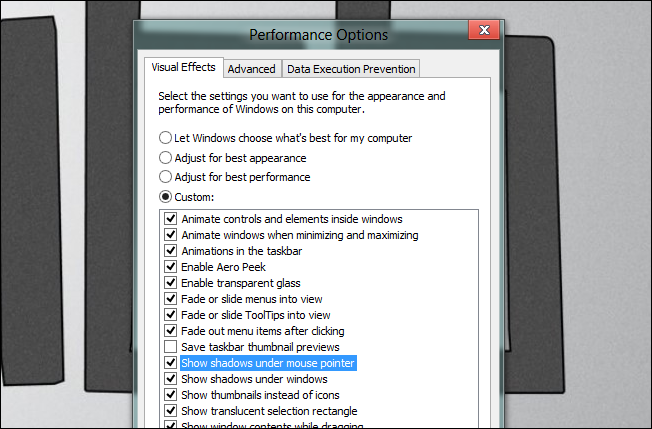 Performance Options
Visual Effects
Advanced
Data Execution Prevention
Select the settings you want to use for the appearance and
performance of Windows on this computer.
Let Windows choose what's best for my computer
Adjust for best appearance
Adjust for best performance
Custom:
Animate controls and elements inside windows
Animate windows when minimizing and maximizing
Animations in the taskbar
Enable Aero Peek
Enable transparent glass
Fade or slide menus into view
Fade or slide ToolTips into view
Fade out menu items after clicking
Save taskbar thumbnail previews
Show shadows under mouse pointer
Show shadows under windows
Show thumbnails instead of icons
Show translucent selection rectangle
Show window contents while dragging